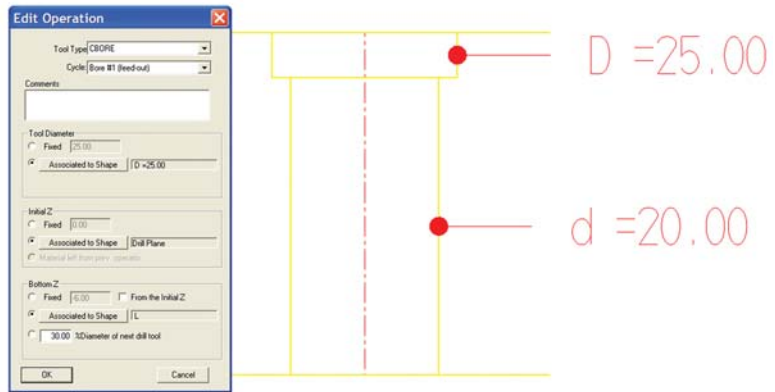 Edit Operation
Tool Type CBORE
Cycle: Bore #1 (feed-out)
Comments
Tool Diameter
Fixed 25.00
Associated to Shape D =25.00
Initial Z
Fixed 0.00
Associated to Shape Drill Plane
Material left from prev. operatio
Bottom Z
Fixed -6.00 From the Initial Z
Associated to Shape L
30.00 %Diameter of next drill tool
OK Cancel
D =25.00
d =20.00